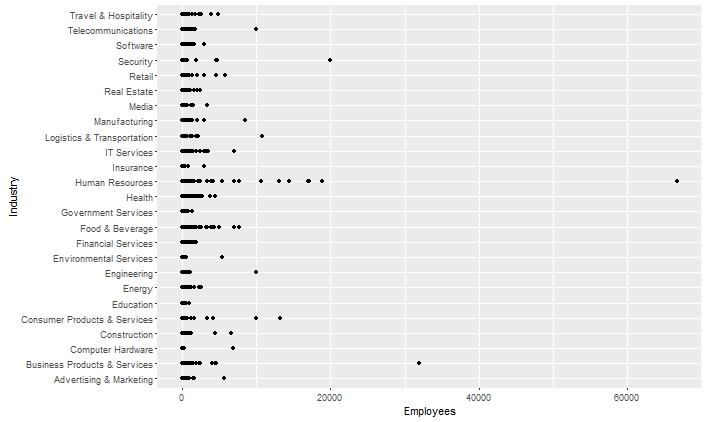 Travel & Hospitality
Telecommunications
Software
Security
Retail
Real Estate
Media
Manufacturing
Logistics & Transportation
IT Services
Insurance
Human Resources
Health
Government Services
Food & Beverage
Financial Services
Environmental Services
Engineering
Energy
Education
Consumer Products & Services
Construction
Computer Hardware
Business Products & Services
Advertising & Marketing
Industry
0 20000 40000 60000
Employees